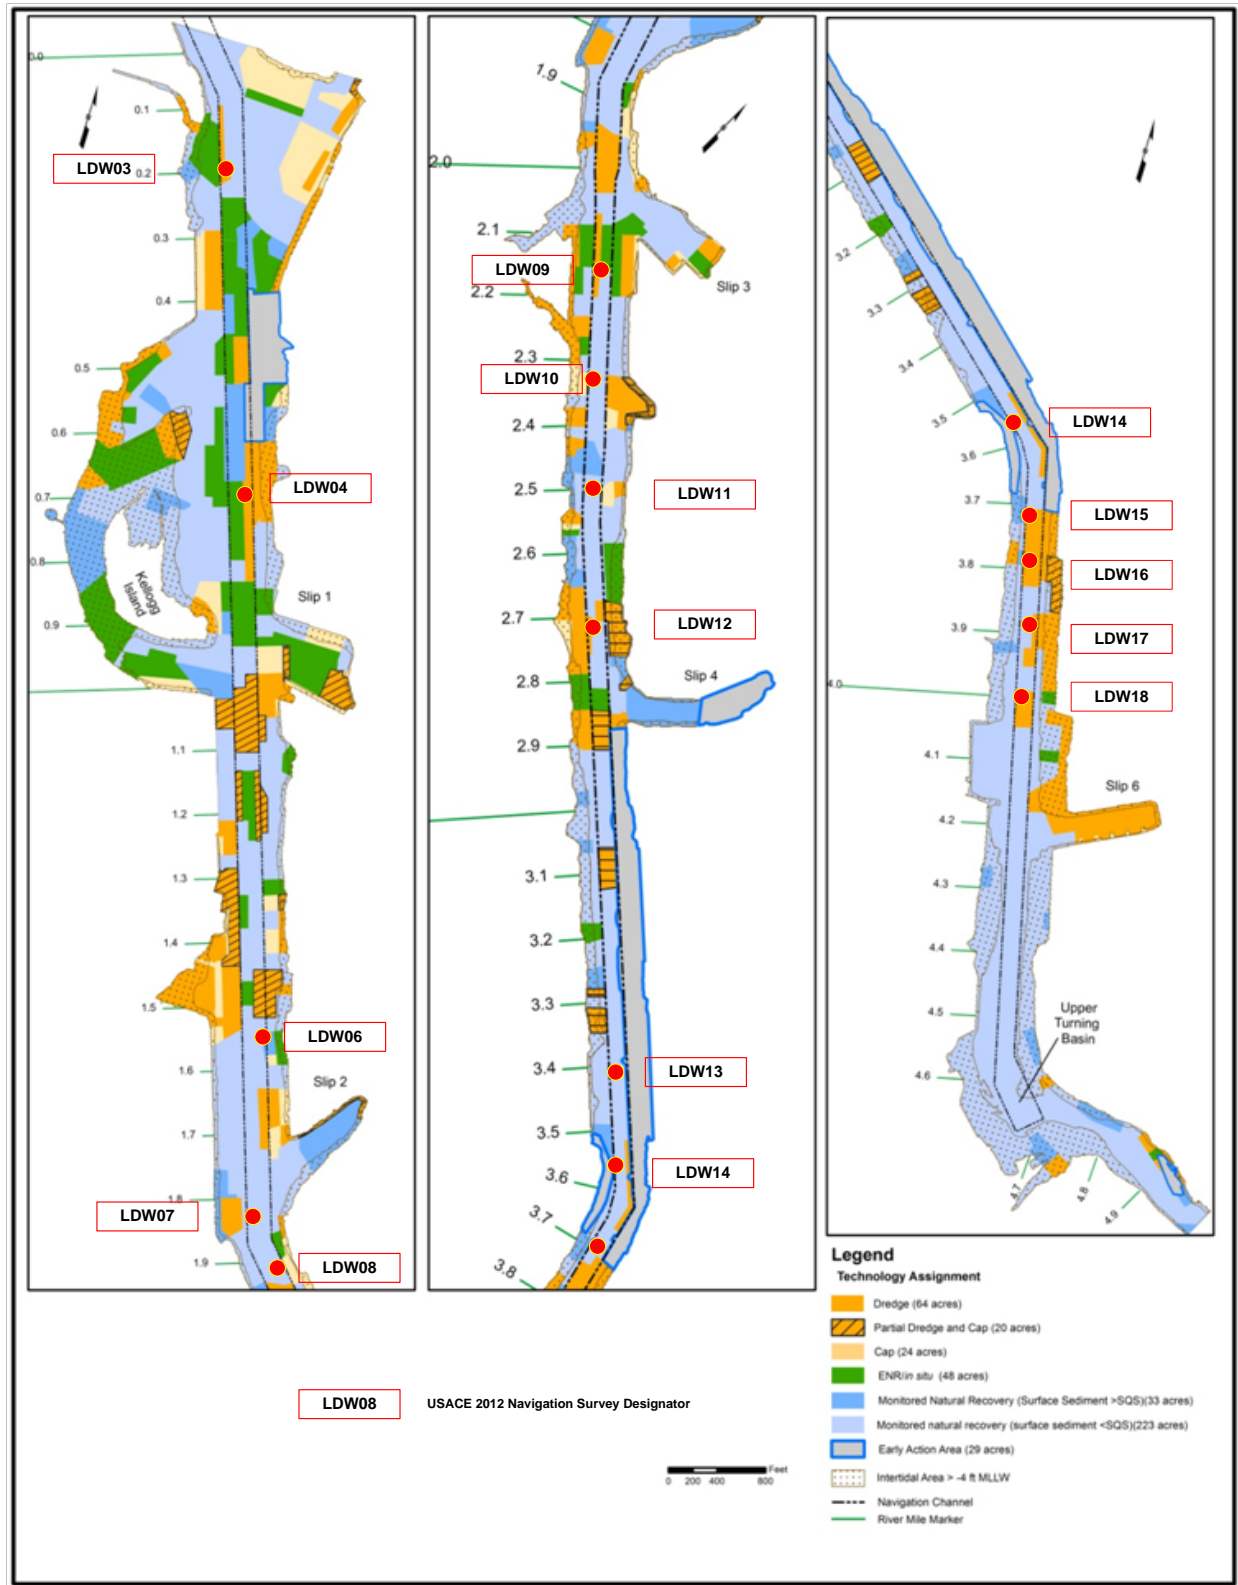 0.0
0.1
LDW03
0.2
0.3
0.4
0.5
0.6
0.7
LDW04
0.8
Kellogg
Island
Slip 1
0.9
1.1
1.2
1.3
1.4
1.5
LDW06
1.6
Slip 2
1.7
1.8
LDW07
1.9
LDW08
1.9
2.0
2.1
LDW09
Slip 3
2.2
2.3
LDW10
2.4
2.5
LDW11
2.6
2.7
LDW12
Slip 4
2.8
2.9
3.1
3.2
3.3
3.4
LDW13
3.5
3.6
LDW14
3.7
3.8
3.2
3.3
3.4
3.5
LDW14
3.6
3.7
LDW15
3.8
LDW16
3.9
LDW17
4.0
LDW18
4.1
Slip 6
4.2
4.3
4.4
4.5
Upper
Turning
Basin
4.6
4.7
4.8
4.9
Legend
Technology Assignment
Dredge (64 acres)
Partial Dredge and Cap (20 acres)
Cap (24 acres)
ENR/in situ (48 acres)
Monitored Natural Recovery (Surface Sediment >SQS)(33 acres)
Monitored natural recovery (surface sediment <SQS)(223 acres)
Early Action Area (29 acres)
Intertidal Area > -4 ft MLLW
Navigation Channel
River Mile Marker
LDW08 USACE 2012 Navigation Survey Designator
Feet
0 200 400 800